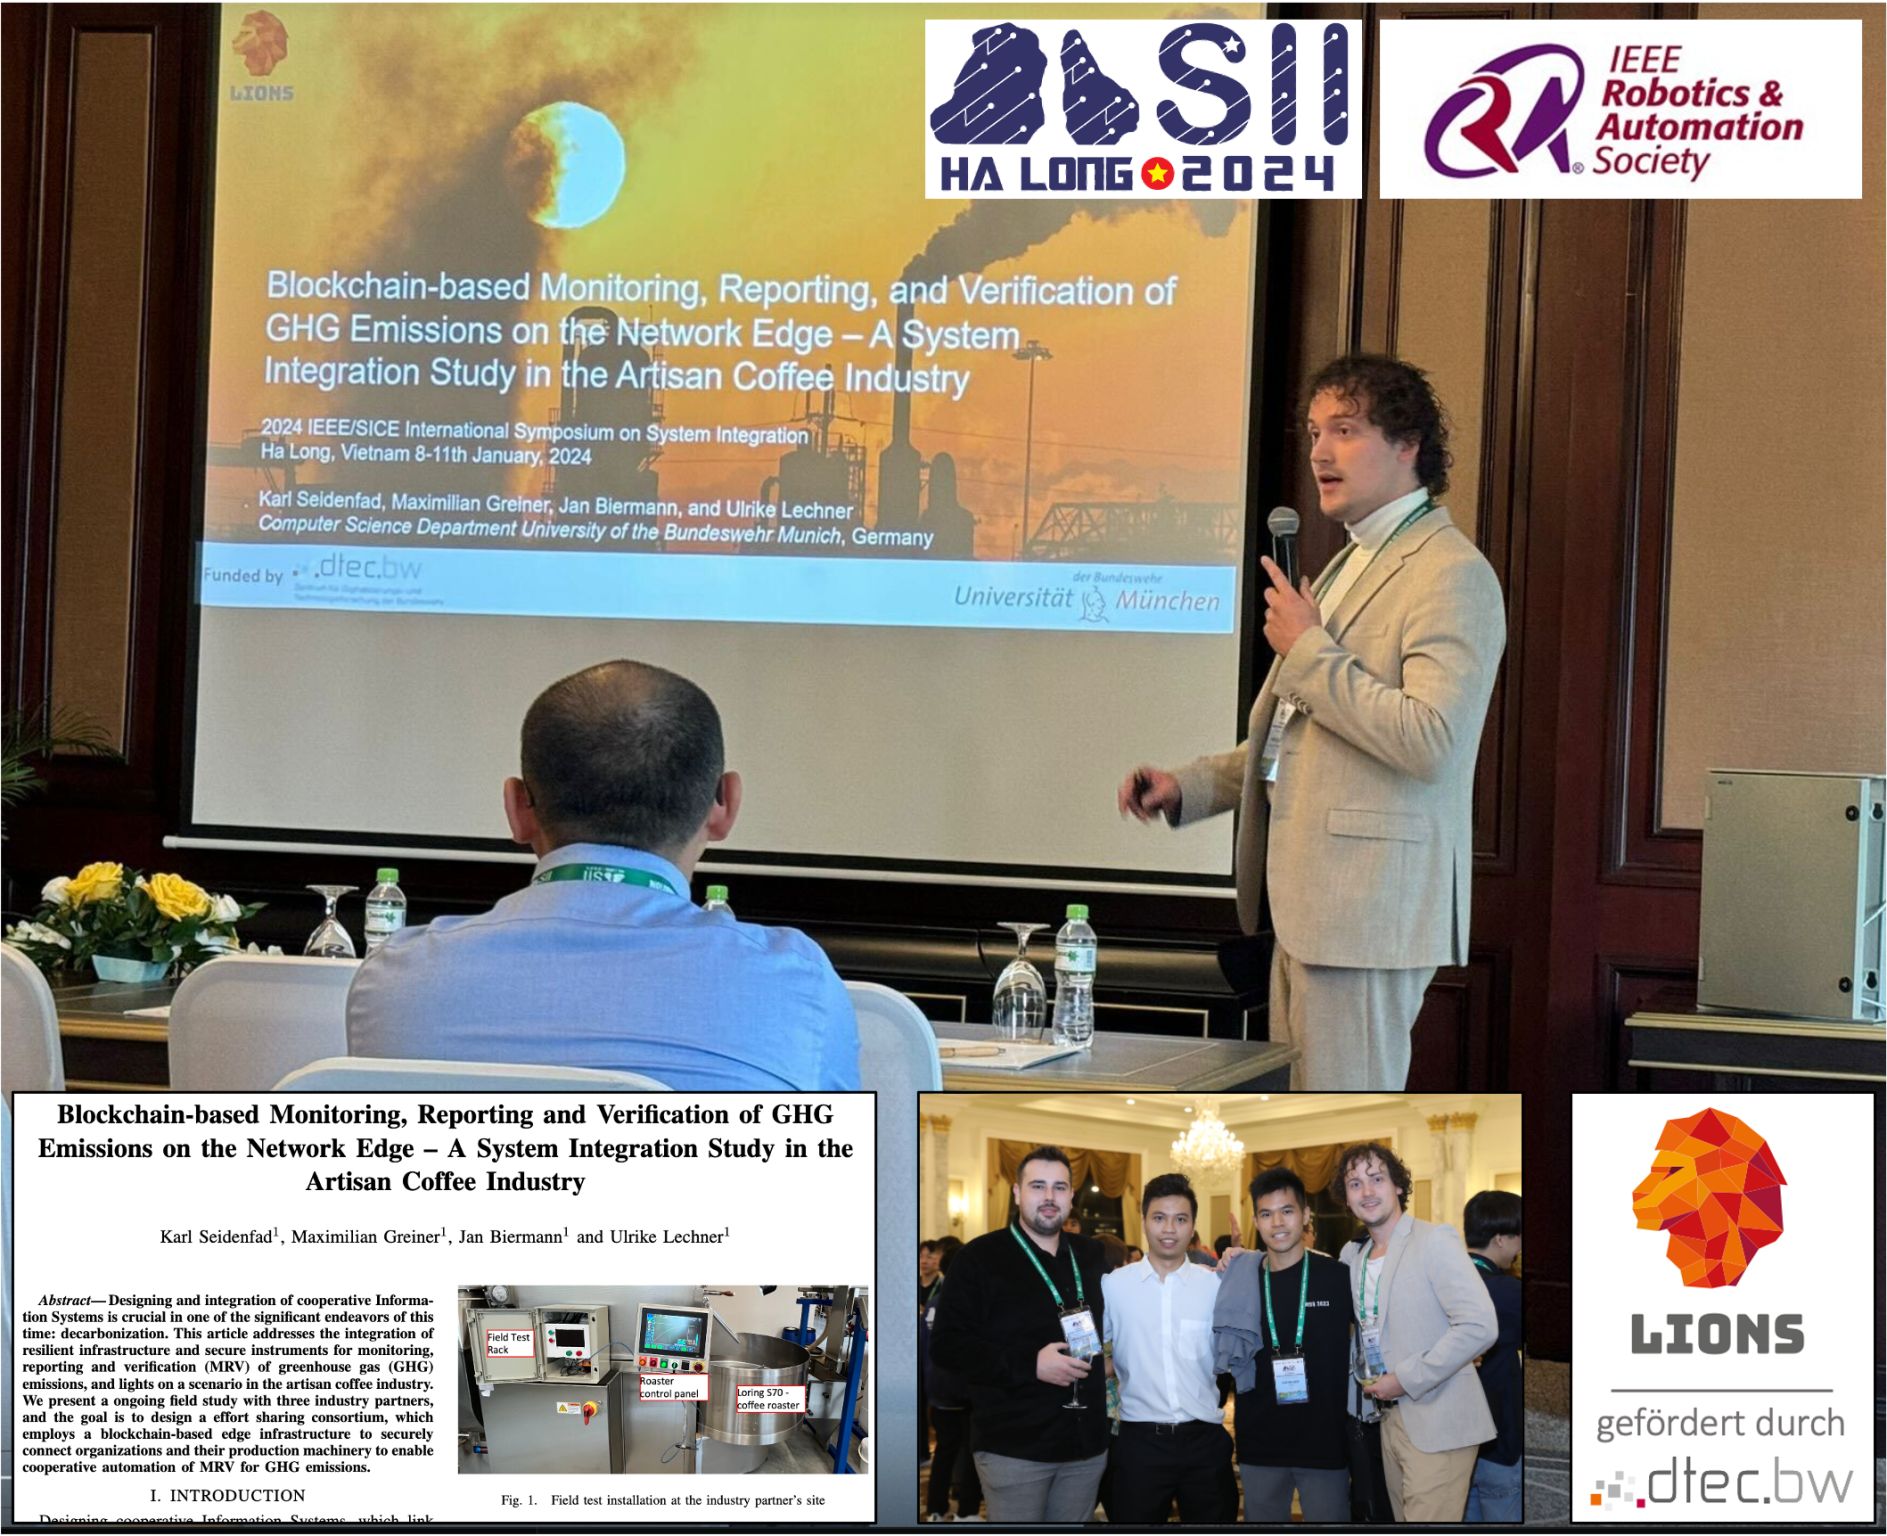 LIONS
SII
HA LONG 2024
IEEE
Robotics &
Automation
Society
Blockchain-based Monitoring, Reporting, and Verification of
GHG Emissions on the Network Edge – A System
Integration Study in the Artisan Coffee Industry
2024 IEEE/SICE International Symposium on System Integration
Ha Long, Vietnam 8-11th January, 2024
Karl Seidenfad, Maximilian Greiner, Jan Biermann, and Ulrike Lechner
Computer Science Department University of the Bundeswehr Munich, Germany
Funded by dtec.bw
der Bundeswehr
Universität München
Blockchain-based Monitoring, Reporting and Verification of GHG
Emissions on the Network Edge – A System Integration Study in the
Artisan Coffee Industry
Karl Seidenfad¹, Maximilian Greiner¹, Jan Biermann¹ and Ulrike Lechner¹
Abstract— Designing and integration of cooperative Informa-
tion Systems is crucial in one of the significant endeavors of this
time: decarbonization. This article addresses the integration of
resilient infrastructure and secure instruments for monitoring,
reporting and verification (MRV) of greenhouse gas (GHG)
emissions, and lights on a scenario in the artisan coffee industry.
We present a ongoing field study with three industry partners,
and the goal is to design a effort sharing consortium, which
employs a blockchain-based edge infrastructure to securely
connect organizations and their production machinery to enable
cooperative automation of MRV for GHG emissions.
I. INTRODUCTION
Designing cooperative Information Systems, which link
Field Test
Rack
Roaster
control panel
Loring S70 -
coffee roaster
Fig. 1. Field test installation at the industry partner's site
LIONS
gefördert durch
dtec.bw